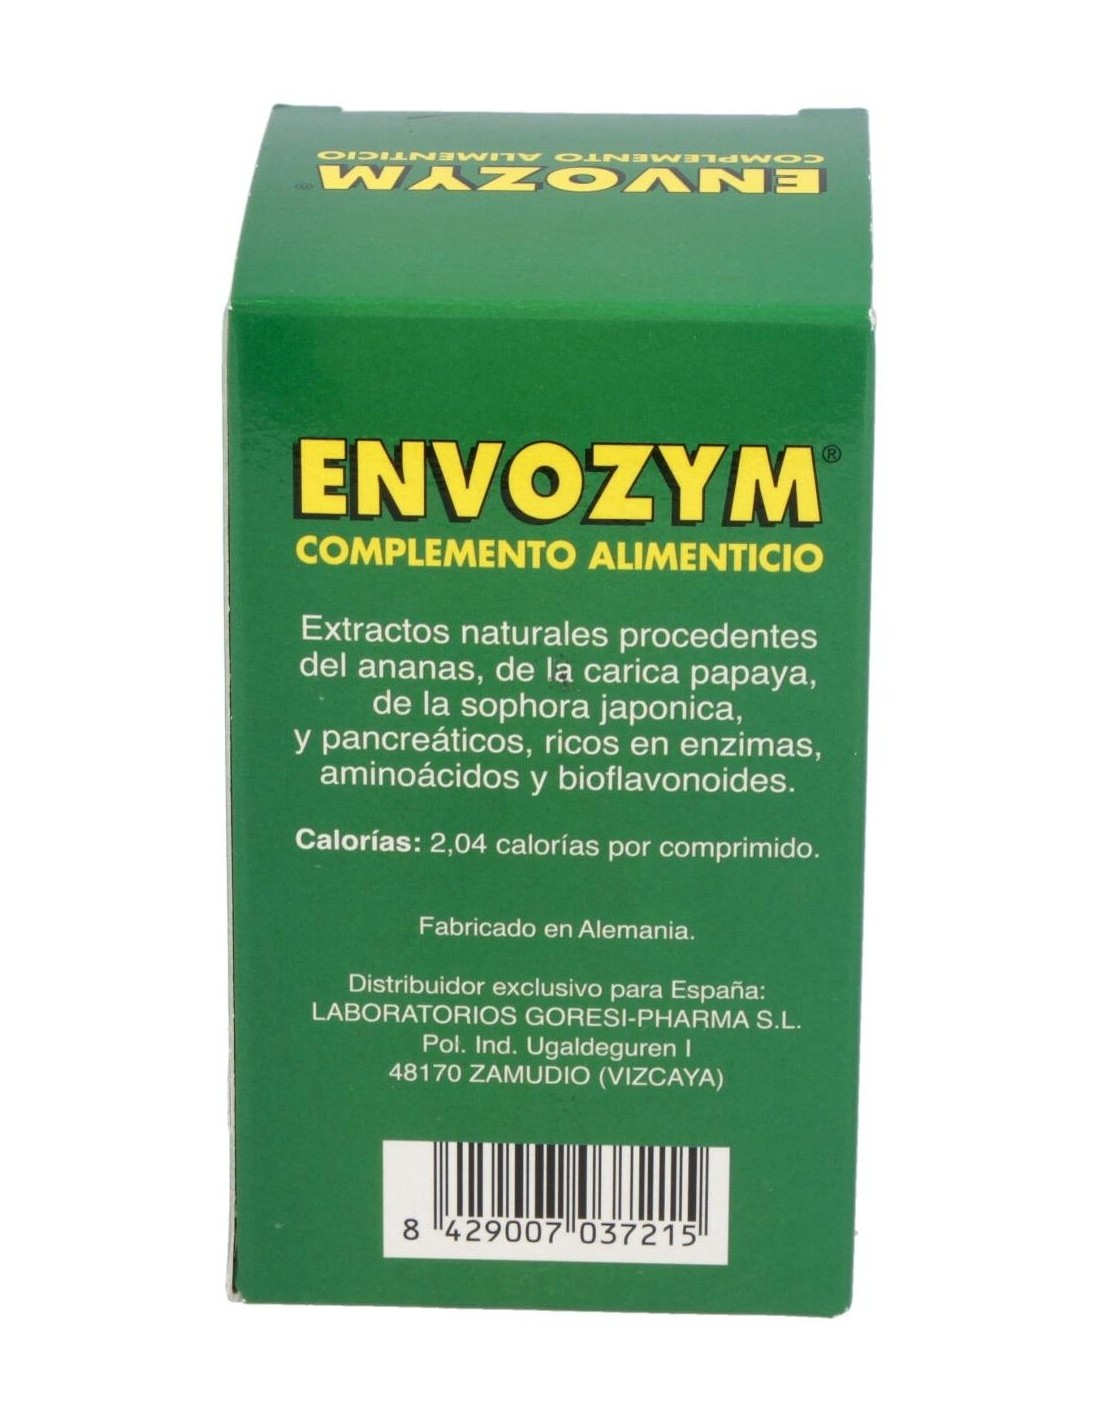 COMPLEMENTO ALIMENTICIO
ENVOZYM®
ENVOZYM®
COMPLEMENTO ALIMENTICIO
Extractos naturales procedentes
del ananas, de la carica papaya,
de la sophora japonica,
y pancreáticos, ricos en enzimas,
aminoácidos y bioflavonoides.
Calorías: 2,04 calorías por comprimido.
Fabricado en Alemania.
Distribuidor exclusivo para España:
LABORATORIOS GORESI-PHARMA S.L.
Pol. Ind. Ugaldeguren I
48170 ZAMUDIO (VIZCAYA)
8 429007 037215